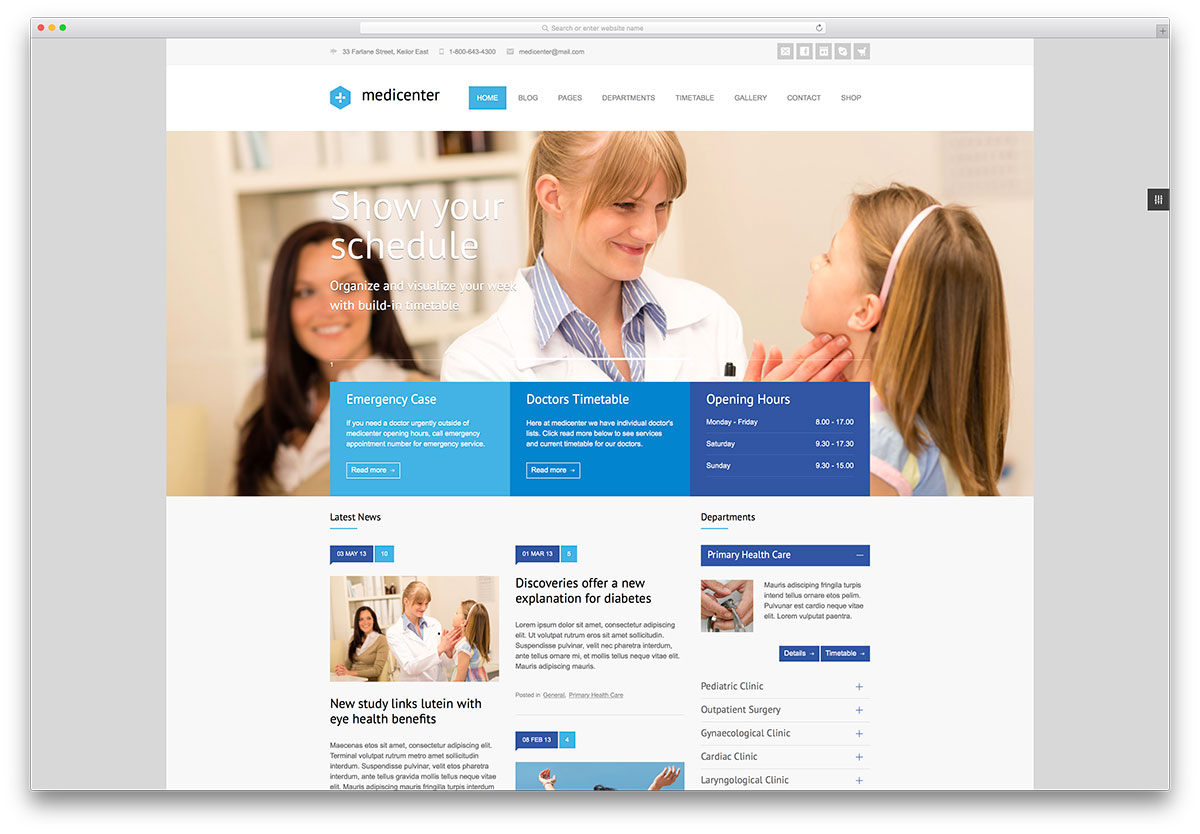 Search or enter website name
33 Farlane Street, Keilor East
1-800-643-4300
medicenter@mail.com
medicenter
HOME
BLOG
PAGES
DEPARTMENTS
TIMETABLE
GALLERY
CONTACT
SHOP
Show your
schedule
Organize and visualize your week
with build-in timetable
1
Emergency Case
If you need a doctor urgently outside of
medicenter opening hours, call emergency
appointment number for emergency service.
Read more →
Doctors Timetable
Here at medicenter we have individual doctor's
lists. Click read more below to see services
and current timetable for our doctors.
Read more →
Opening Hours
Monday - Friday 8.00 - 17.00
Saturday 9.30 - 17.30
Sunday 9.30 - 15.00
Latest News
03 MAY 13 10
New study links lutein with
eye health benefits
Maecenas etos sit amet, consectetur adipiscing elit.
Terminal volutpat rutrum metro amet sollicitudin
interdum. Suspendisse pulvinar, velit nec pharetra
interdum, ante tellus gravida mollis tellus neque vitae
elit. Mauris adipiscing mauris fringilla turpis interdum
01 MAR 13 5
Discoveries offer a new
explanation for diabetes
Lorem ipsum dolor sit amet, consectetur adipiscing
elit. Ut volutpat rutrum eros sit amet sollicitudin.
Suspendisse pulvinar, velit nec pharetra interdum,
ante tellus ornare mi, et mollis tellus neque vitae elit.
Mauris adipiscing mauris.
Posted in General, Primary Health Care
08 FEB 13 4
Departments
Primary Health Care
Mauris adisciping fringila turpis
intend tellus ornare etos pelim.
Pulvunar est cardio neque vitae
elit. Lorem vulputat paentra.
Details →
Timetable →
Pediatric Clinic
Outpatient Surgery
Gynaecological Clinic
Cardiac Clinic
Laryngological Clinic